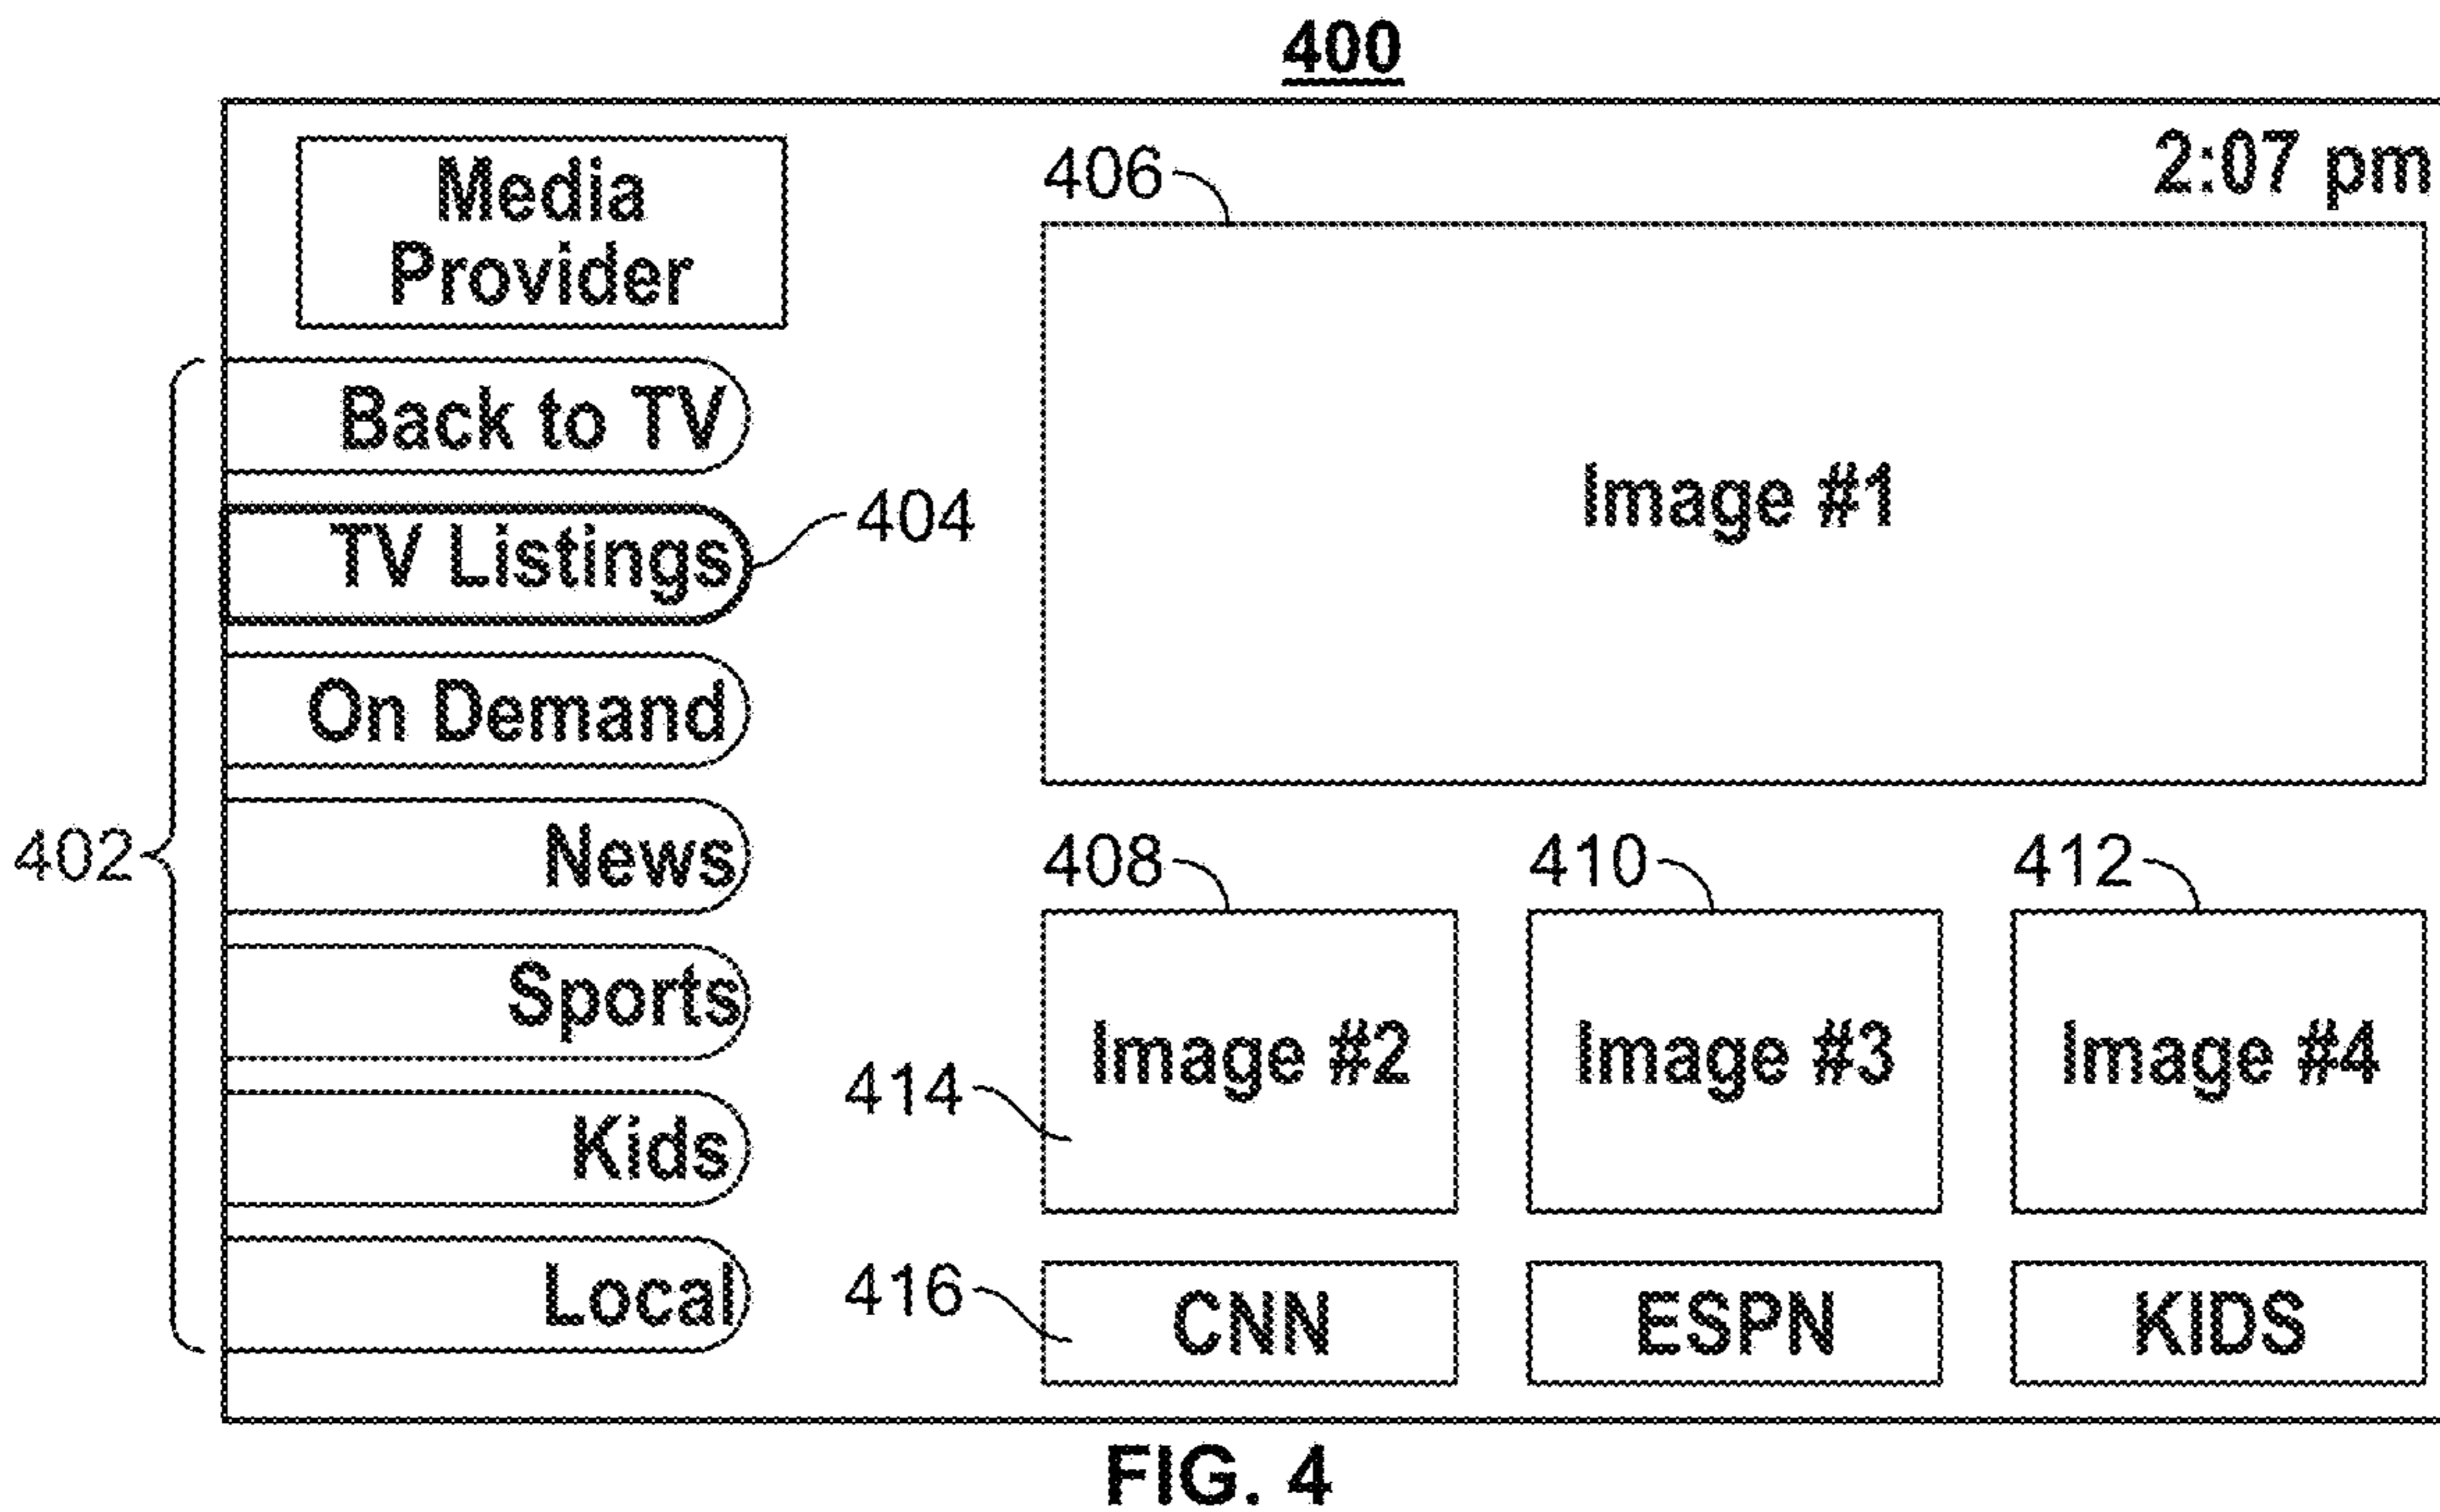 400
2:07 pm
Media
Provider
406
Back to TV
Image #1
TV Listings
404
On Demand
402
News
408
410
412
Sports
Image #2
Image #3
Image #4
414
Kids
Local
416
CNN
ESPN
KIDS
FIG. 4